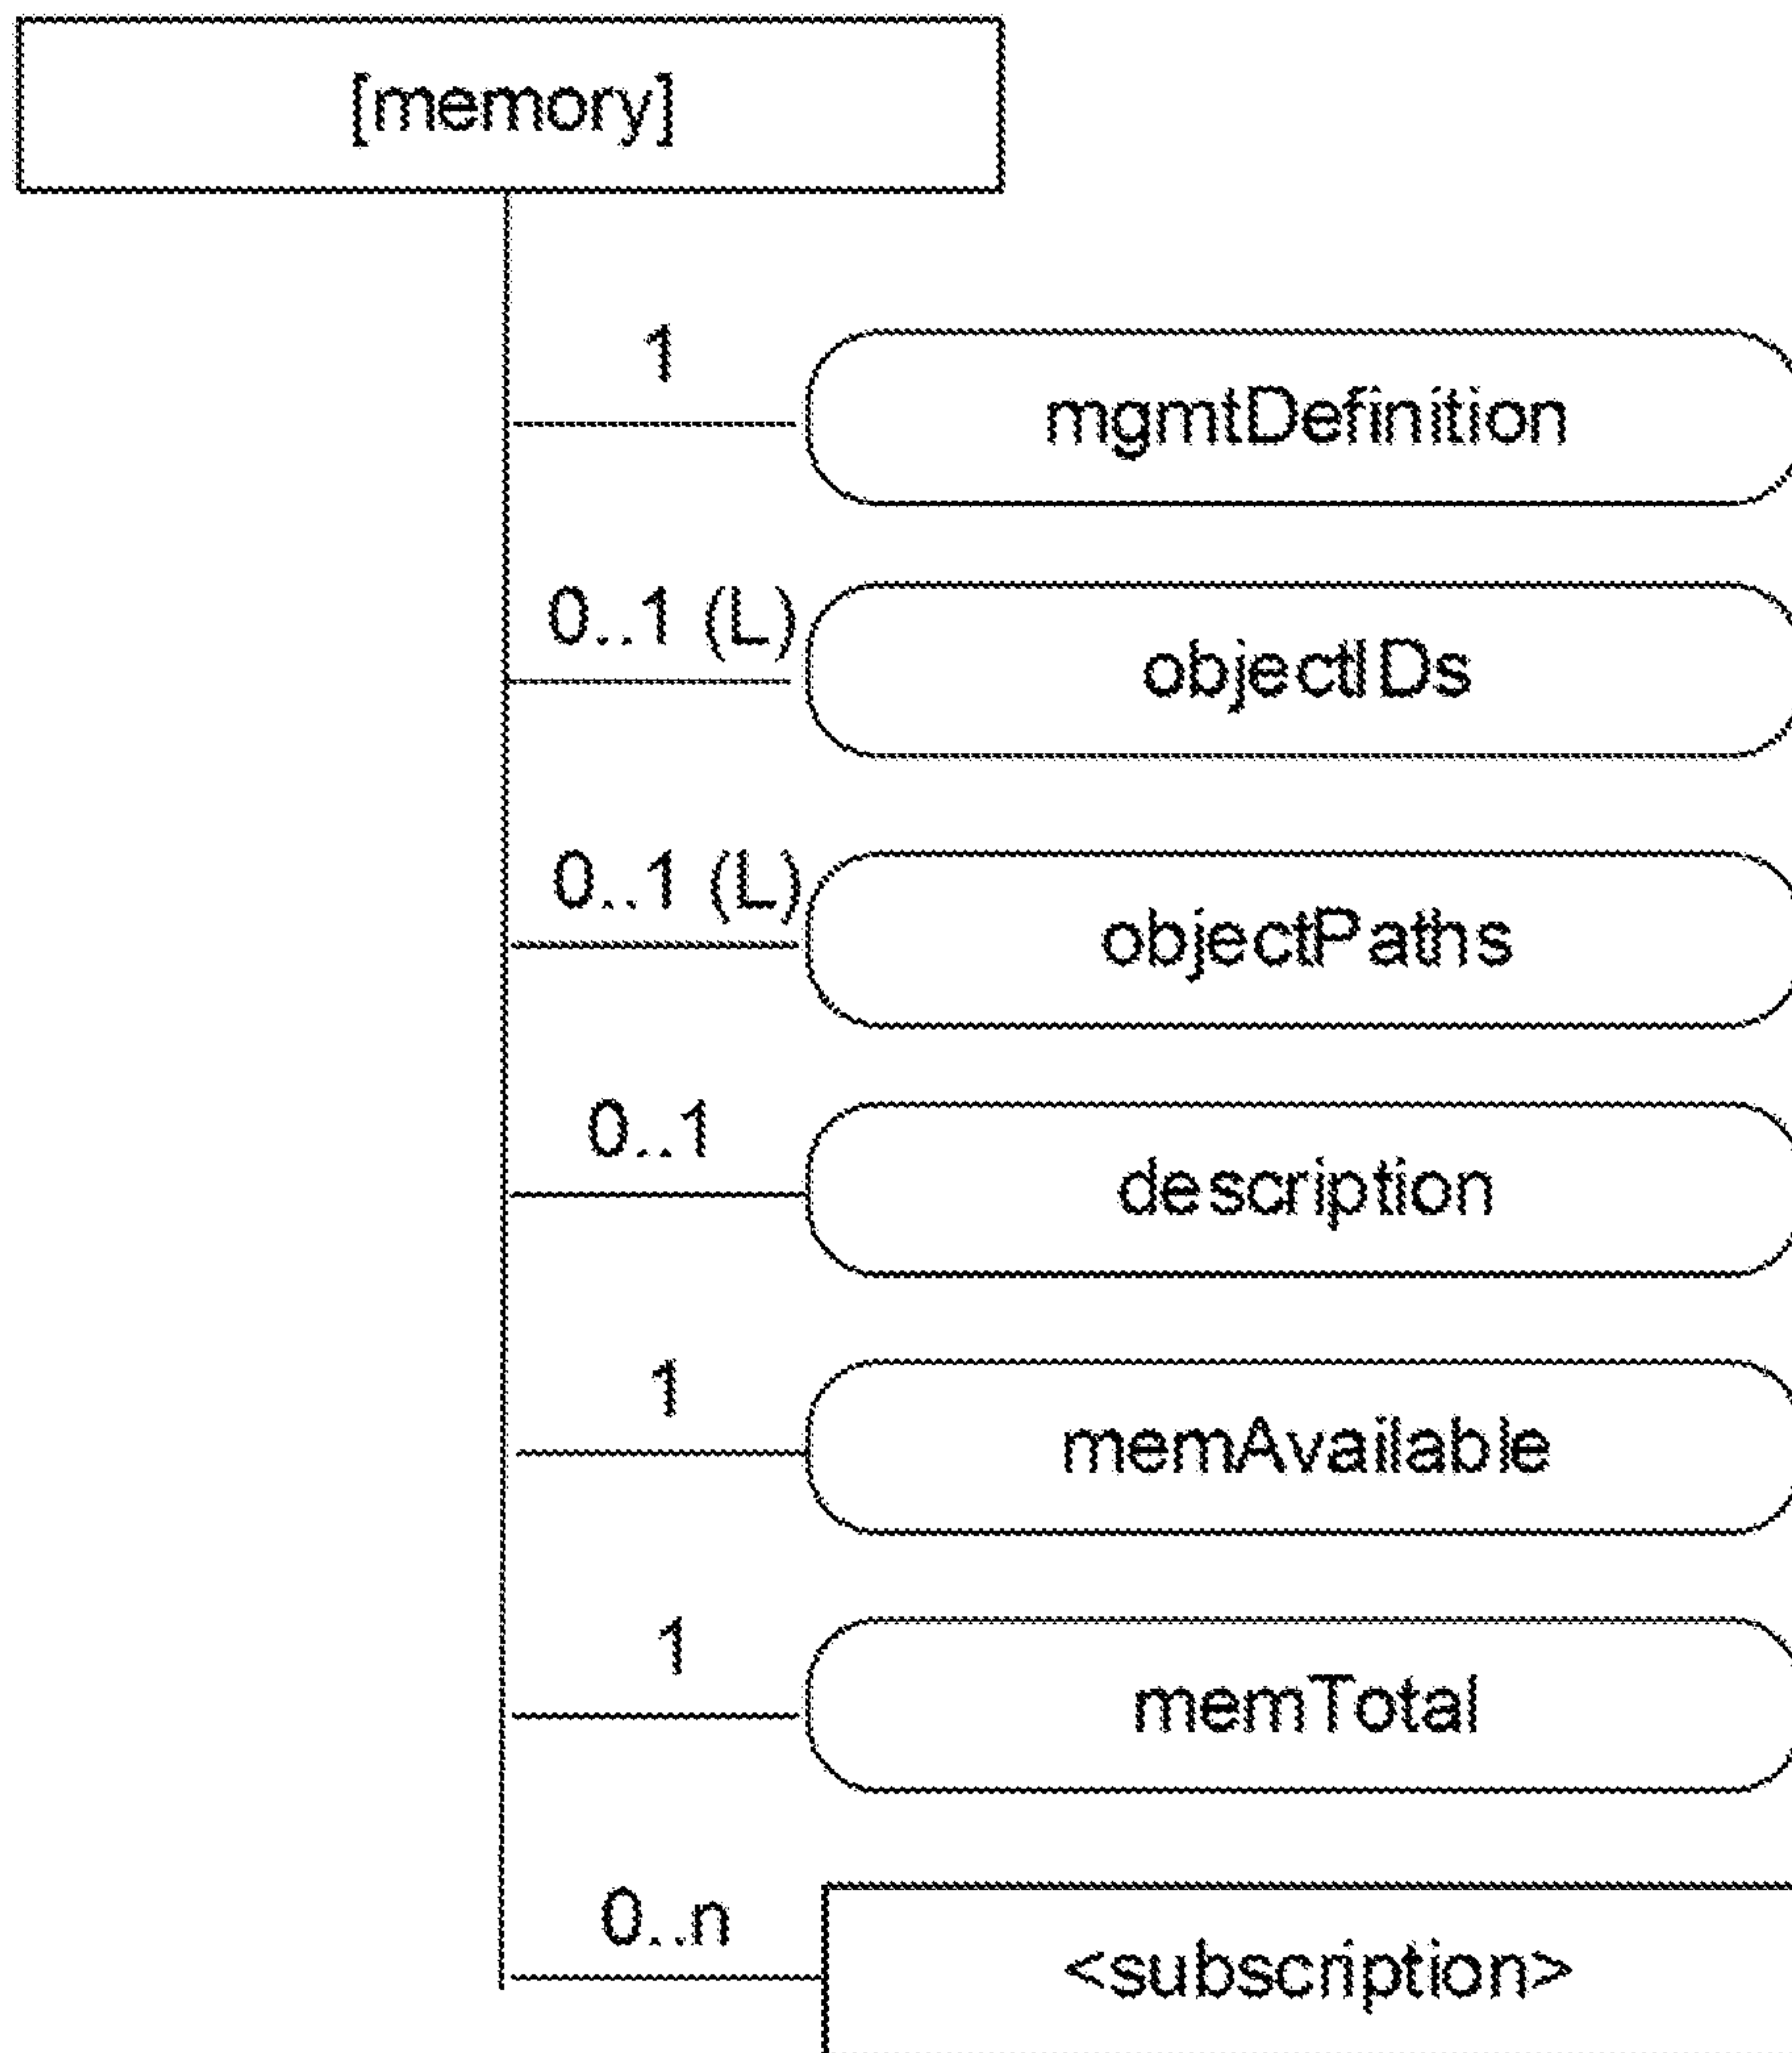 [memory]
1
mgmtDefinition
0..1 (L)
objectIDs
0..1 (L)
objectPaths
0..1
description
1
memAvailable
1
memTotal
0..n
<subscription>